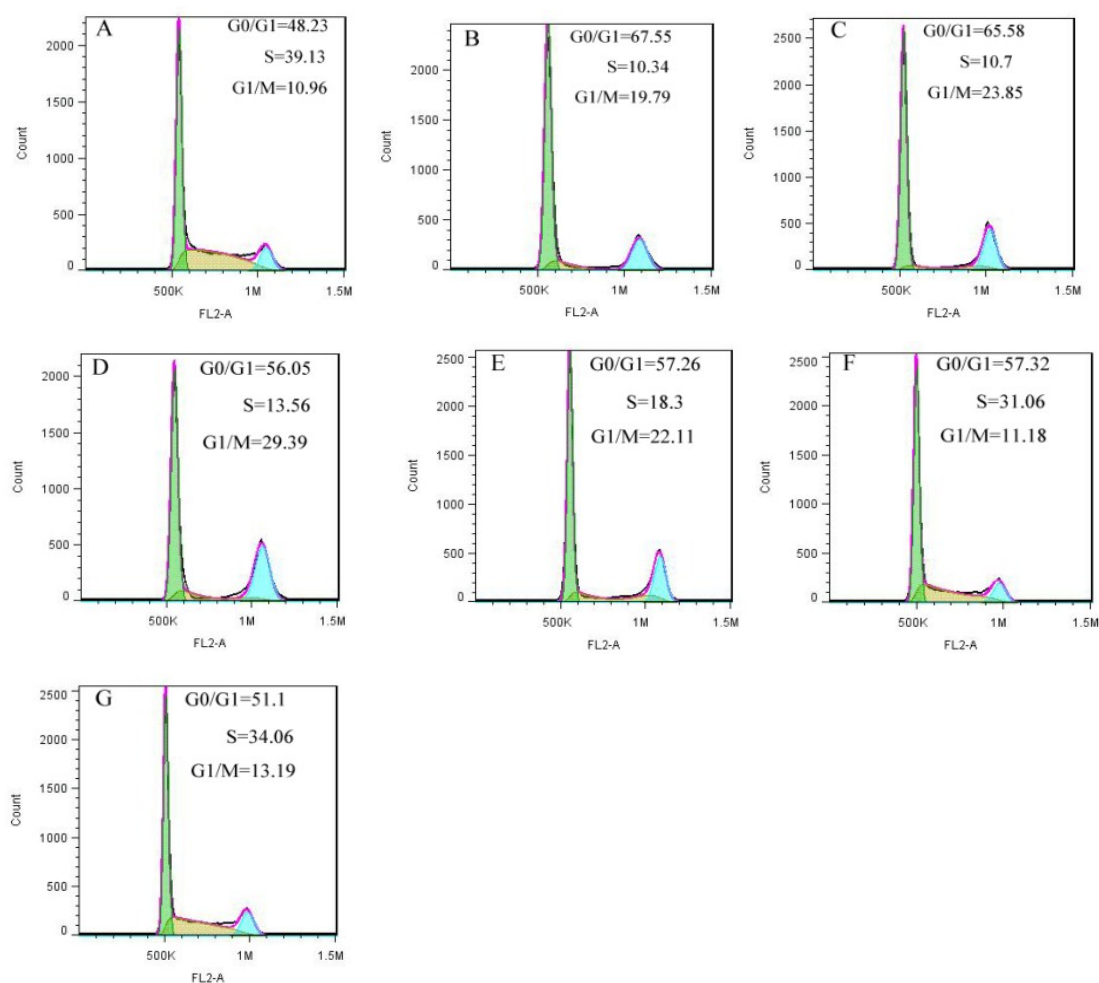 A
G0/G1=48.23
S=39.13
G1/M=10.96
2000
1500
1000
500
0
Count
500K
1M
1.5M
FL2-A
B
G0/G1=67.55
S=10.34
G1/M=19.79
2000
1500
1000
500
0
Count
500K
1M
1.5M
FL2-A
C
G0/G1=65.58
S=10.7
G1/M=23.85
2500
2000
1500
1000
500
0
Count
500K
1M
1.5M
FL2-A
D
G0/G1=56.05
S=13.56
G1/M=29.39
2000
1500
1000
500
0
Count
500K
1M
1.5M
FL2-A
E
G0/G1=57.26
S=18.3
G1/M=22.11
2500
2000
1500
1000
500
0
Count
500K
1M
1.5M
FL2-A
F
G0/G1=57.32
S=31.06
G1/M=11.18
2500
2000
1500
1000
500
0
Count
500K
1M
1.5M
FL2-A
G
G0/G1=51.1
S=34.06
G1/M=13.19
2500
2000
1500
1000
500
0
Count
500K
1M
1.5M
FL2-A